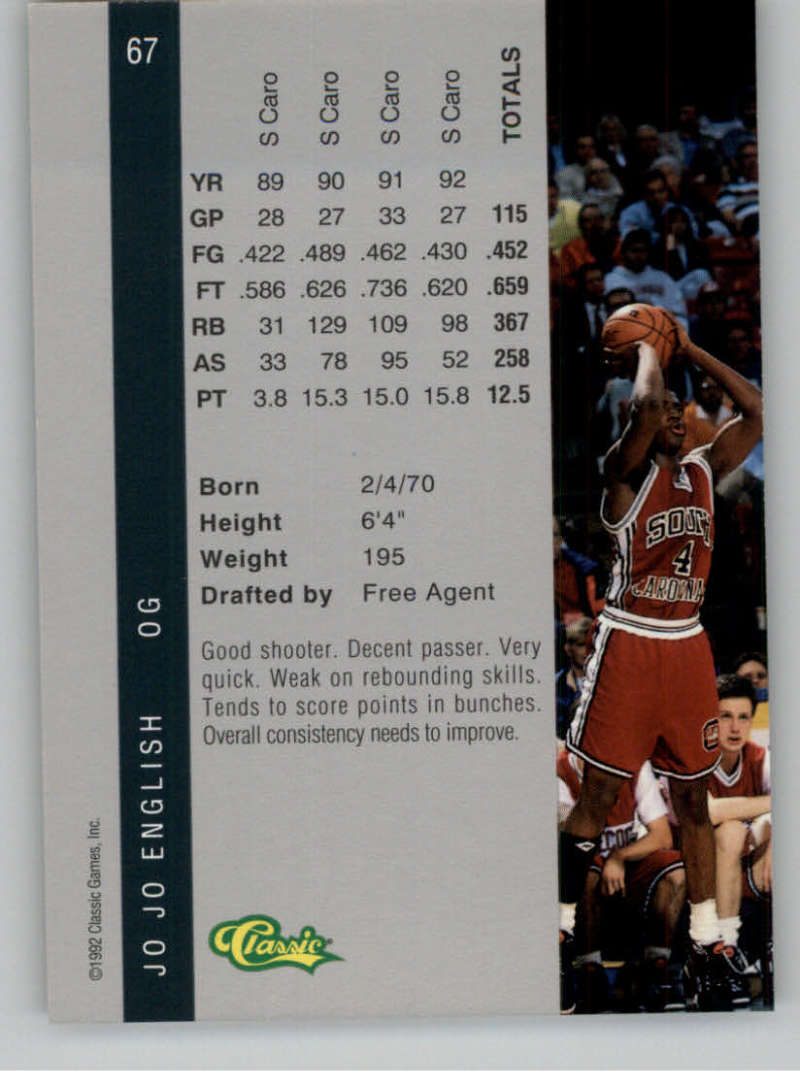 67
S Caro S Caro S Caro S Caro TOTALS
YR 89 90 91 92
GP 28 27 33 27 115
FG .422 .489 .462 .430 .452
FT .586 .626 .736 .620 .659
RB 31 129 109 98 367
AS 33 78 95 52 258
PT 3.8 15.3 15.0 15.8 12.5
Born 2/4/70
Height 6'4"
Weight 195
Drafted by Free Agent
Good shooter. Decent passer. Very
quick. Weak on rebounding skills.
Tends to score points in bunches.
Overall consistency needs to improve.
JO JO ENGLISH OG
©1992 Classic Games, Inc.
Classic
SOUTH
4
CAROLINA